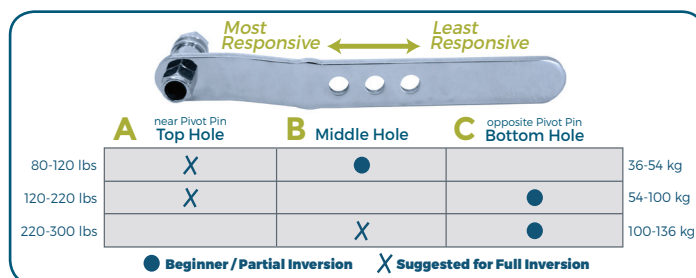 Most Responsive
Least Responsive
A near Pivot Pin Top Hole
B Middle Hole
C opposite Pivot Pin Bottom Hole
80-120 lbs X 36-54 kg
120-220 lbs X 54-100 kg
220-300 lbs X 100-136 kg
Beginner / Partial Inversion X Suggested for Full Inversion